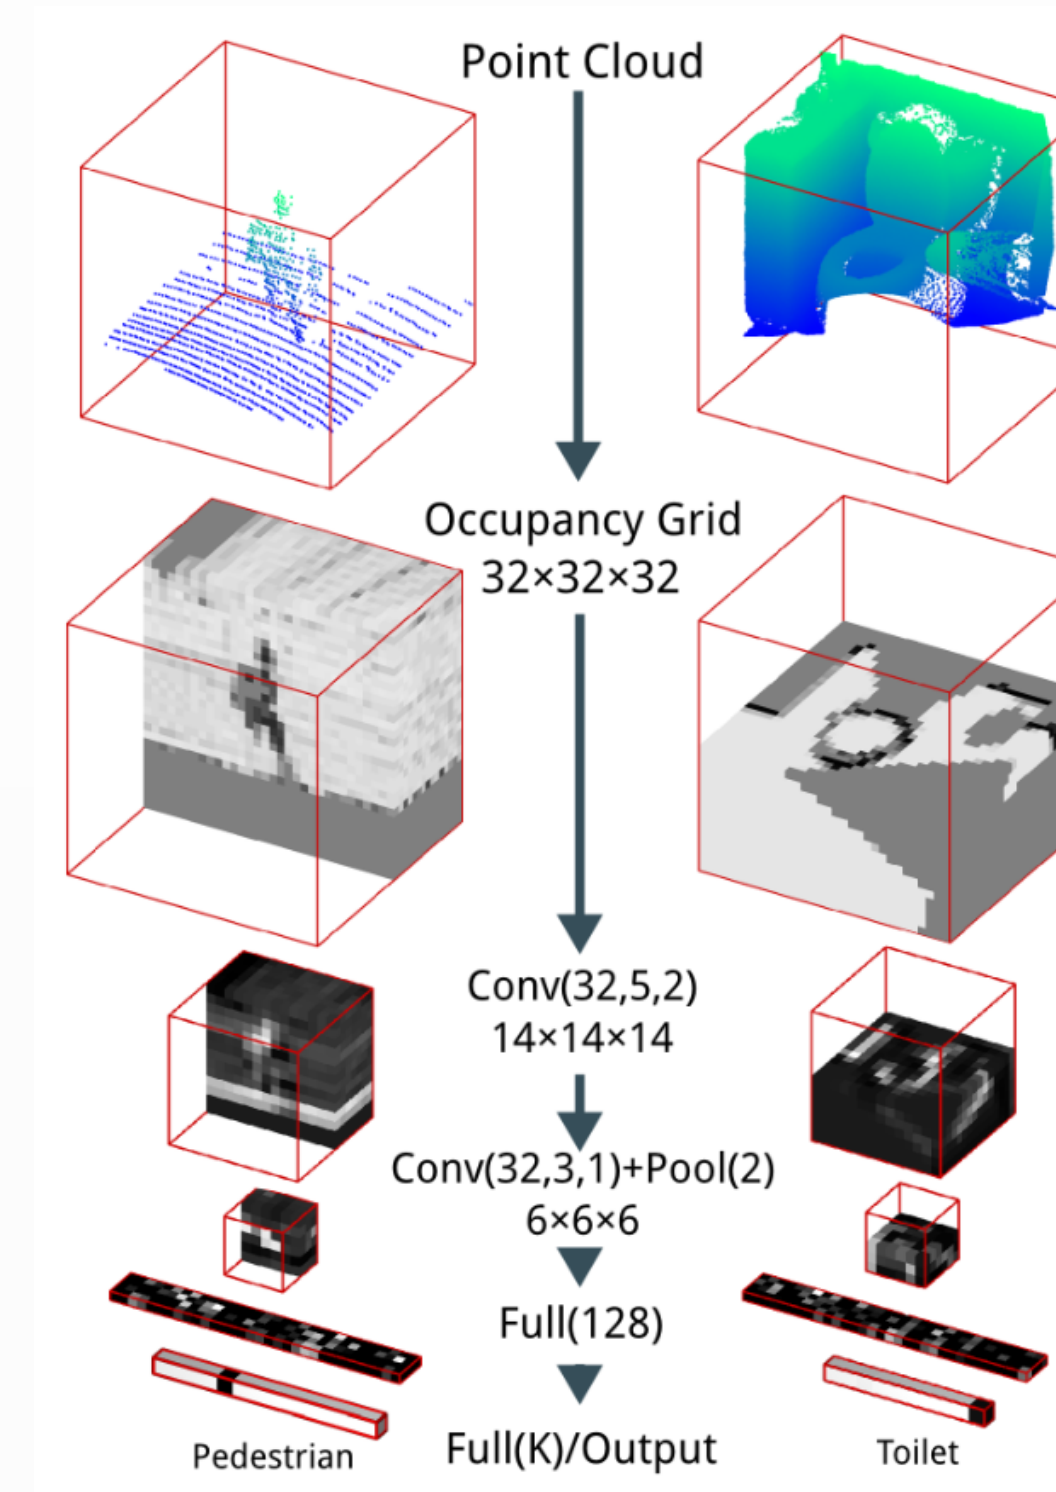 Point Cloud
Occupancy Grid
32×32×32
Conv(32,5,2)
14×14×14
Conv(32,3,1)+Pool(2)
6×6×6
Full(128)
Full(K)/Output
Pedestrian
Toilet